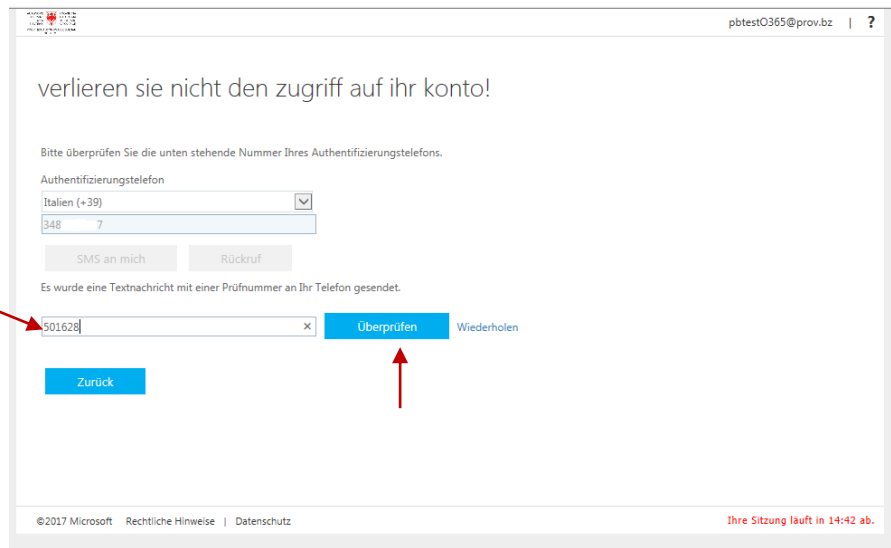 pbtestO365@prov.bz | ?
verlieren sie nicht den zugriff auf ihr konto!
Bitte überprüfen Sie die unten stehende Nummer Ihres Authentifizierungstelefons.
Authentifizierungstelefon
Italien (+39)
348 7
SMS an mich Rückruf
Es wurde eine Textnachricht mit einer Prüfnummer an Ihr Telefon gesendet.
501628 × Überprüfen Wiederholen
Zurück
©2017 Microsoft Rechtliche Hinweise | Datenschutz Ihre Sitzung läuft in 14:42 ab.